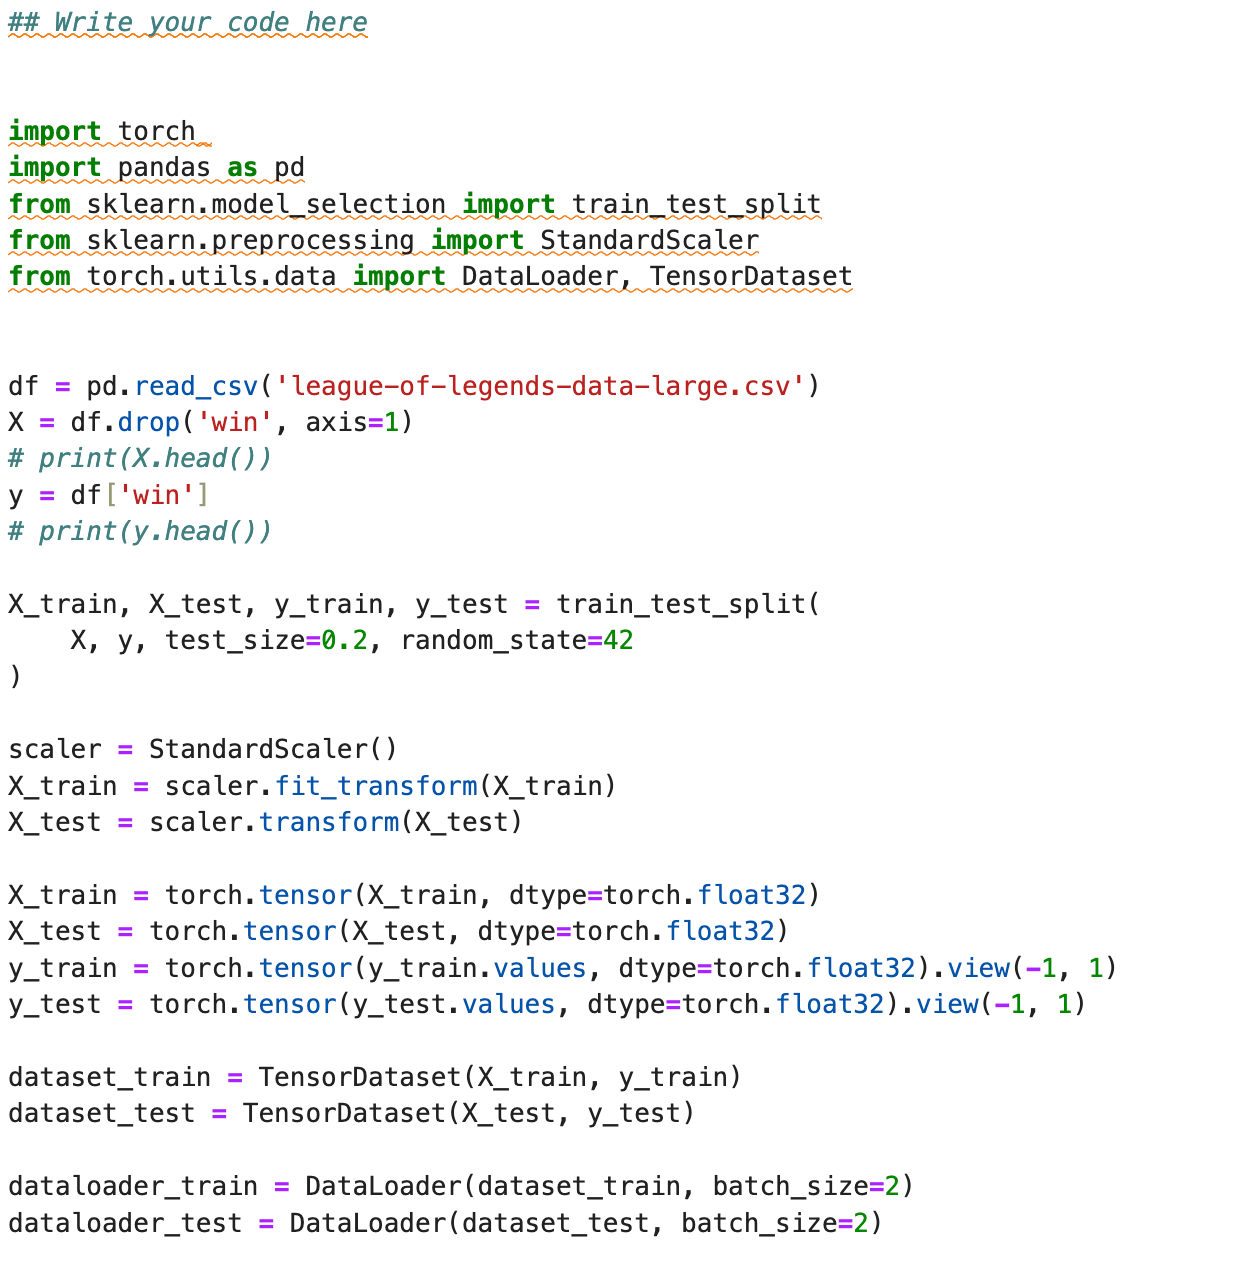 ## Write your code here
import torch
import pandas as pd
from sklearn.model_selection import train_test_split
from sklearn.preprocessing import StandardScaler
from torch.utils.data import DataLoader, TensorDataset
df = pd.read_csv('league-of-legends-data-large.csv')
X = df.drop('win', axis=1)
# print(X.head())
y = df['win']
# print(y.head())
X_train, X_test, y_train, y_test = train_test_split(
    X, y, test_size=0.2, random_state=42
)
scaler = StandardScaler()
X_train = scaler.fit_transform(X_train)
X_test = scaler.transform(X_test)
X_train = torch.tensor(X_train, dtype=torch.float32)
X_test = torch.tensor(X_test, dtype=torch.float32)
y_train = torch.tensor(y_train.values, dtype=torch.float32).view(-1, 1)
y_test = torch.tensor(y_test.values, dtype=torch.float32).view(-1, 1)
dataset_train = TensorDataset(X_train, y_train)
dataset_test = TensorDataset(X_test, y_test)
dataloader_train = DataLoader(dataset_train, batch_size=2)
dataloader_test = DataLoader(dataset_test, batch_size=2)